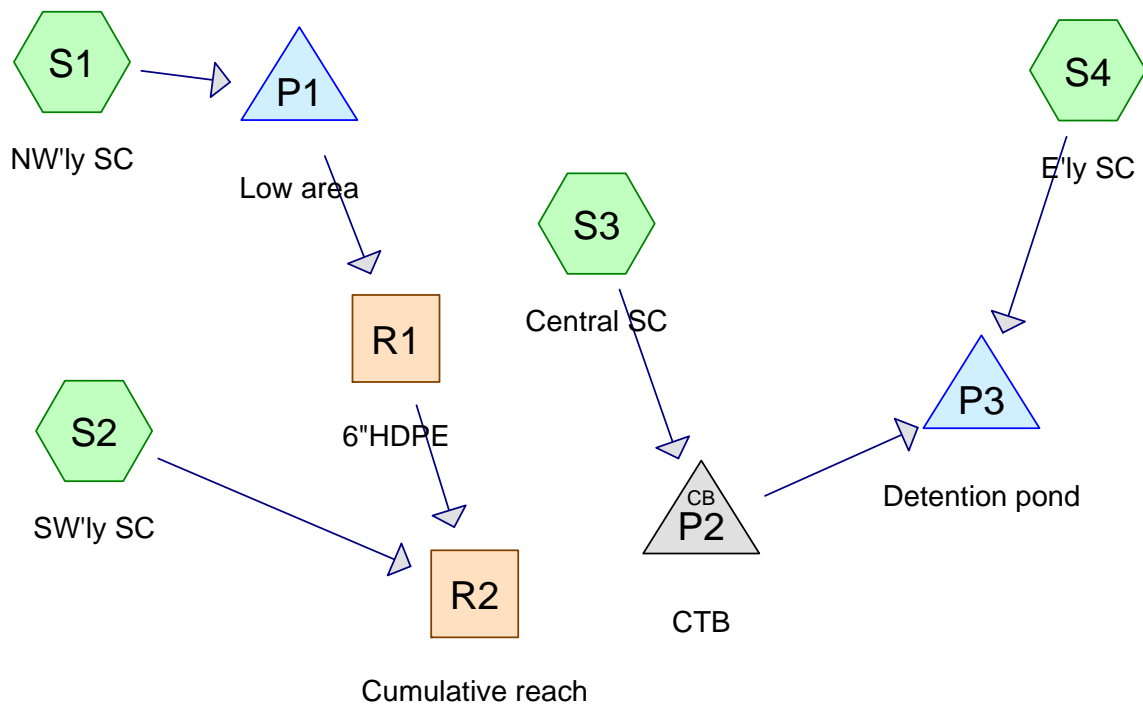 S1
NW'ly SC
P1
Low area
S4
E'ly SC
S3
Central SC
R1
6"HDPE
S2
SW'ly SC
P3
Detention pond
CB
P2
CTB
R2
Cumulative reach